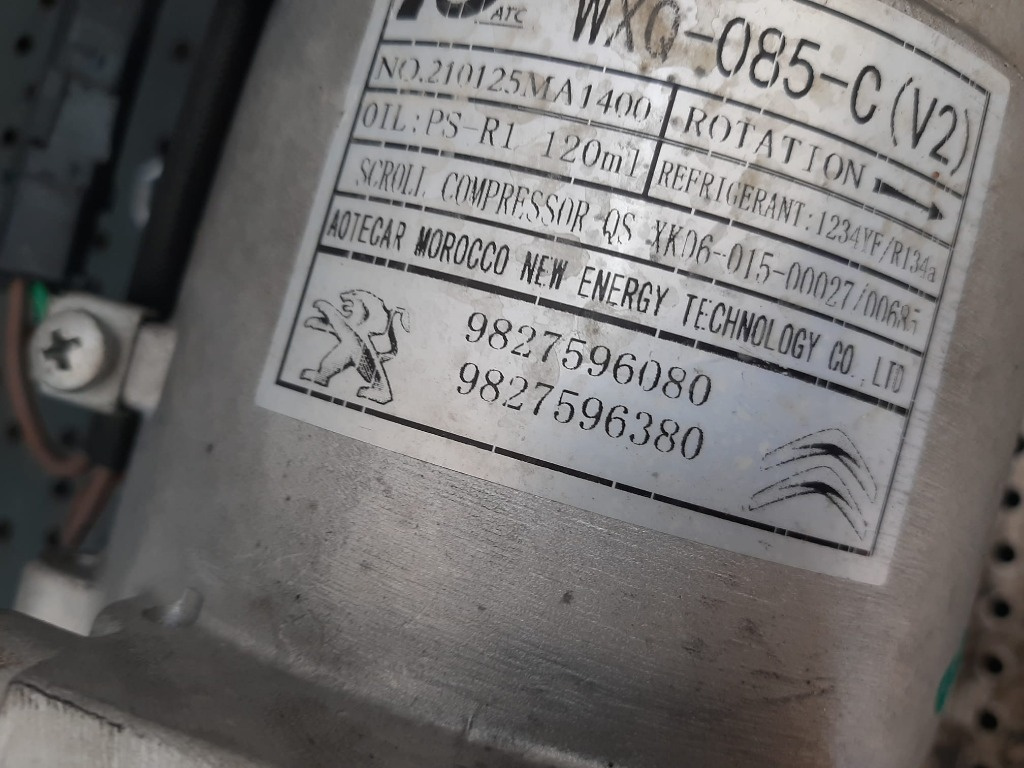 ATC WXQ-085-C(V2)
NO.210125MA1400 ROTATION
OIL:PS-R1 120ml REFRIGERANT:1234YF/R134a
SCROLL COMPRESSOR QS XK06-015-00027/00685
AOTECAR MOROCCO NEW ENERGY TECHNOLOGY CO.,LTD
9827596080
9827596380